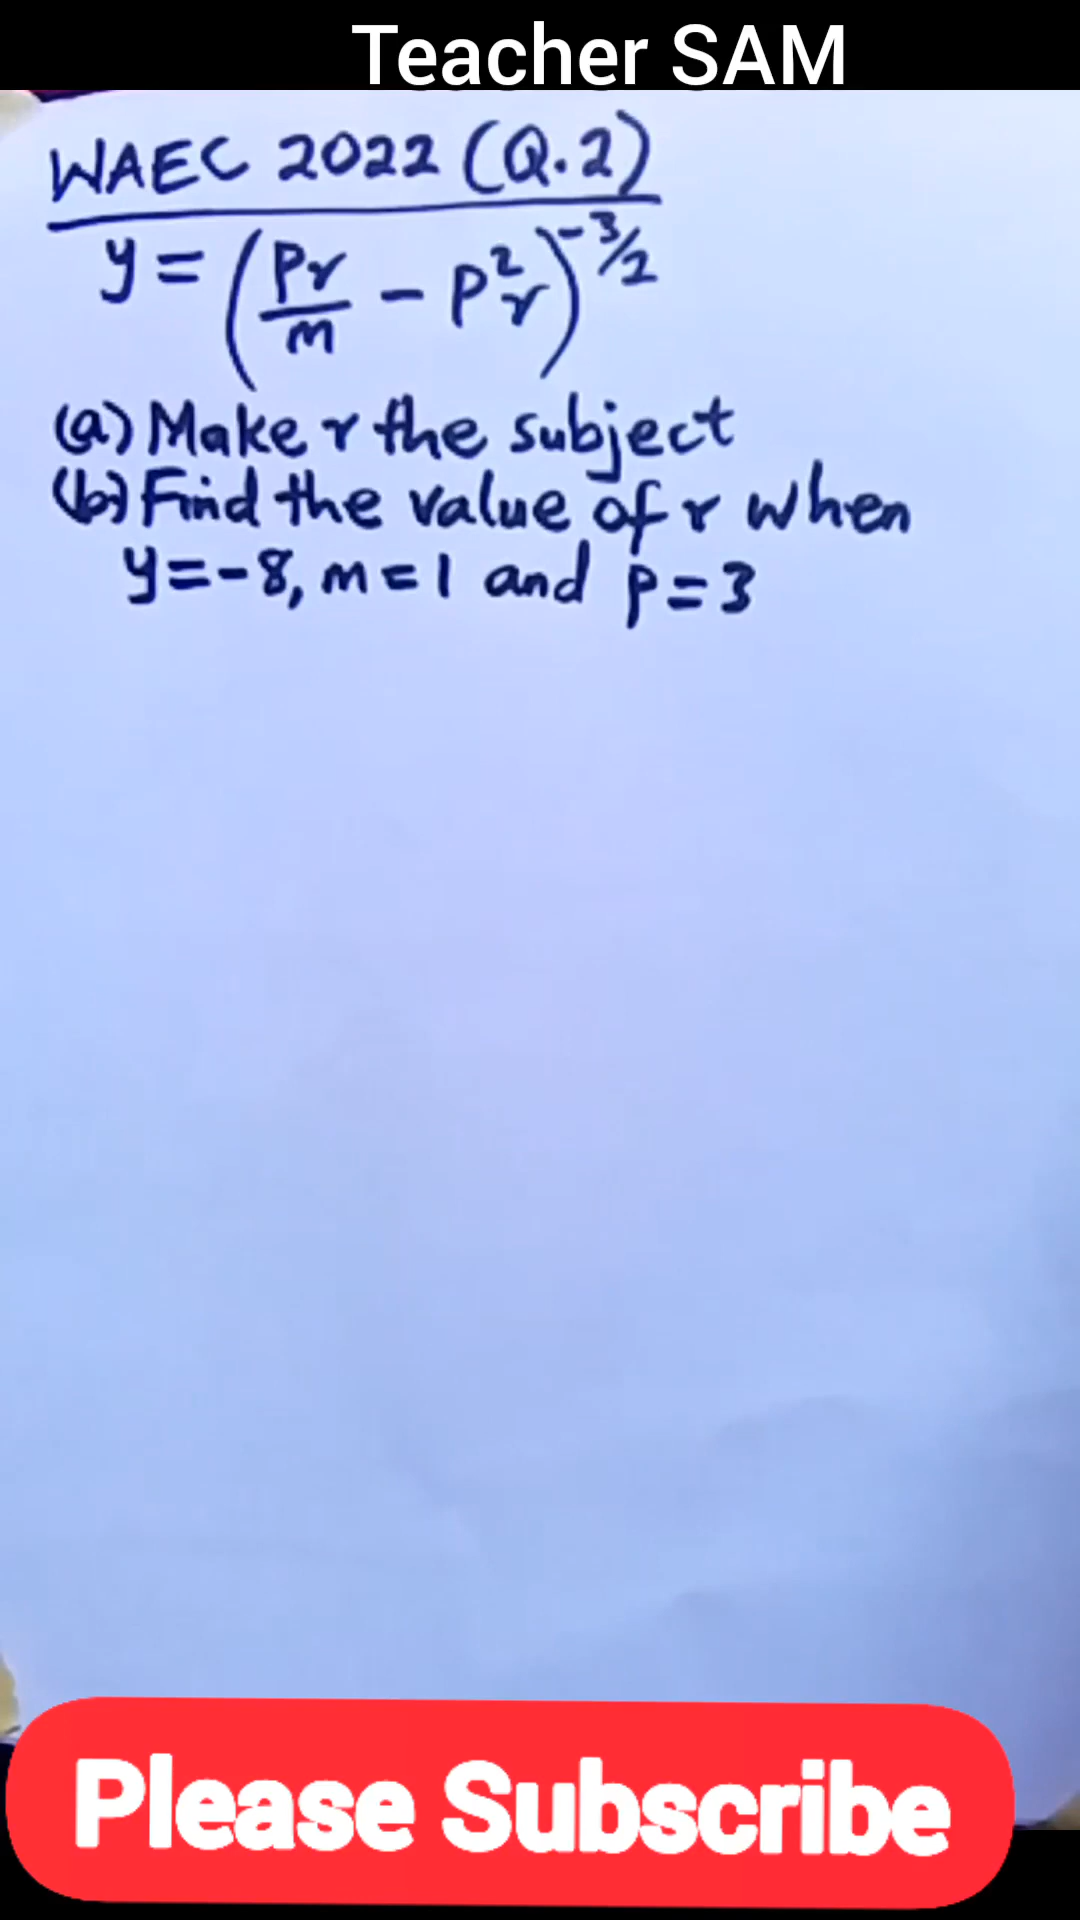 Teacher SAM
WAEC 2022 (Q.2)
y = (Pr/m - P²r)^-3/2
(a) Make r the subject
(b) Find the value of r when
y = -8, m = 1 and p = 3
Please Subscribe